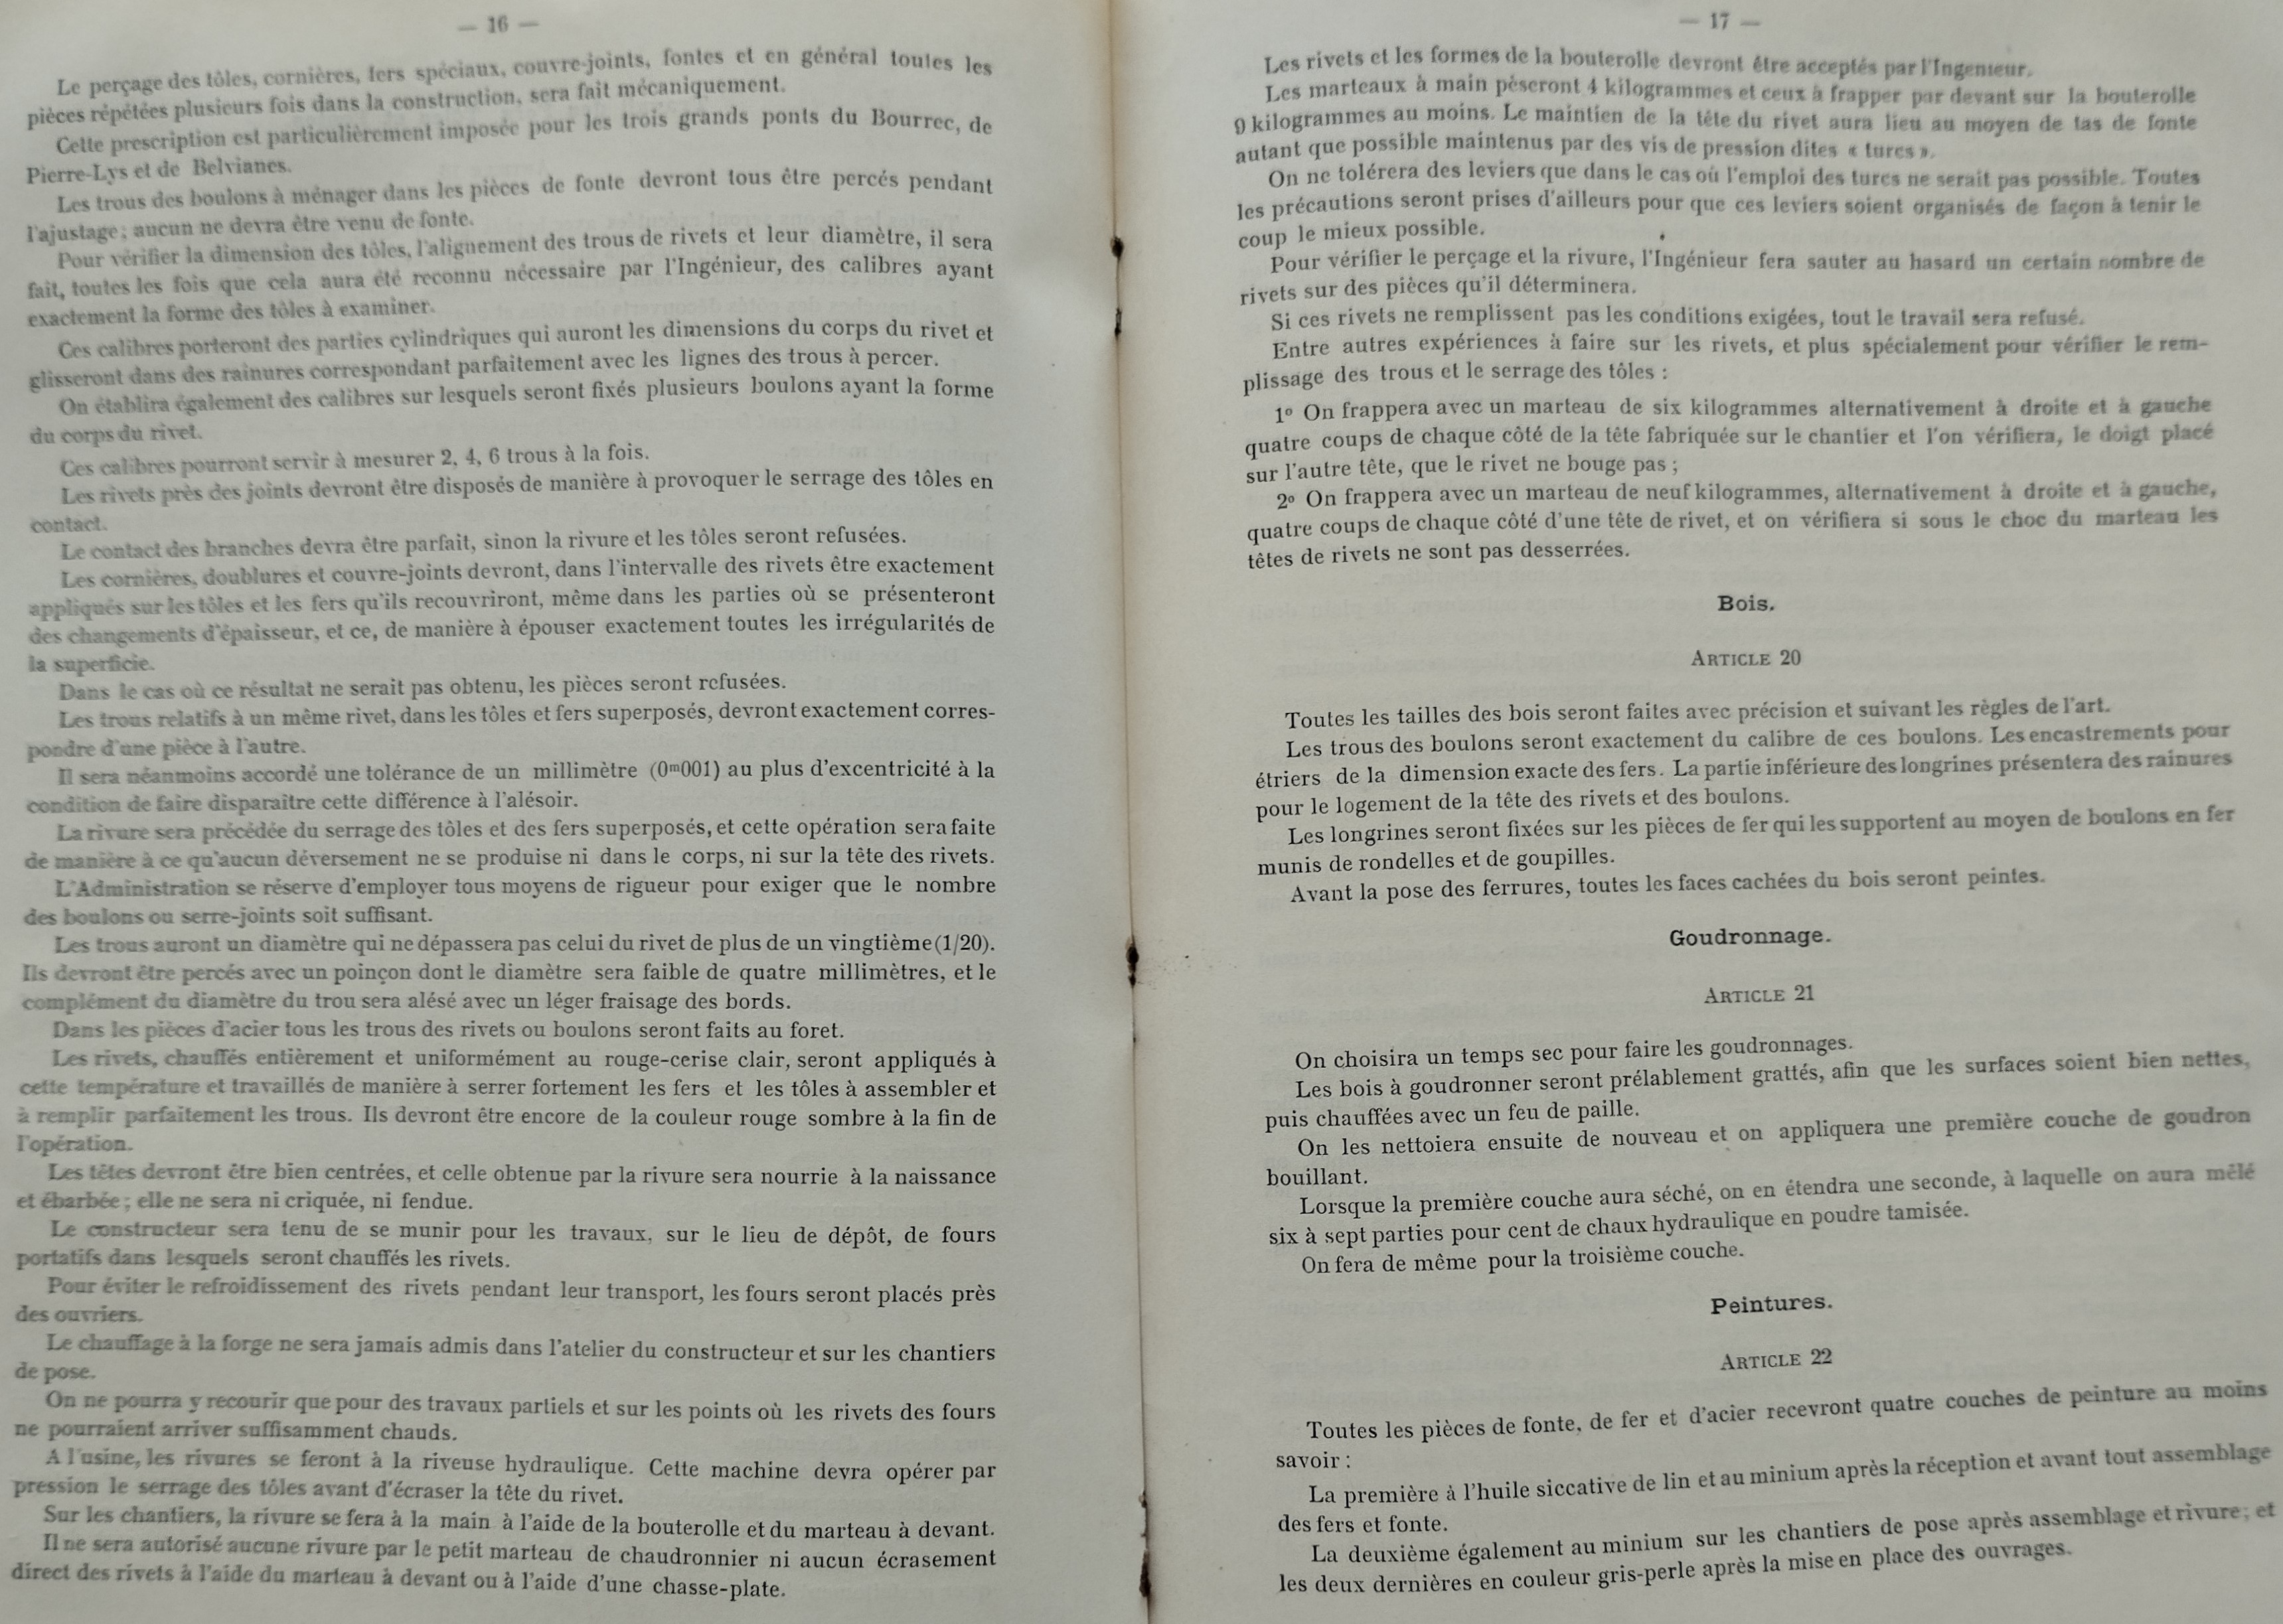 — 16 —
Le perçage des tôles, cornières, fers spéciaux, couvre-joints, fontes et en général toutes les
pièces répétées plusieurs fois dans la construction, sera fait mécaniquement.
Cette prescription est particulièrement imposée pour les trois grands ponts du Bourrec, de
Pierre-Lys et de Belvianes.
Les trous des boulons à ménager dans les pièces de fonte devront tous être percés pendant
l'ajustage; aucun ne devra être venu de fonte.
Pour vérifier la dimension des tôles, l'alignement des trous de rivets et leur diamètre, il sera
fait, toutes les fois que cela aura été reconnu nécessaire par l'Ingénieur, des calibres ayant
exactement la forme des tôles à examiner.
Ces calibres porteront des parties cylindriques qui auront les dimensions du corps du rivet et
glisseront dans des rainures correspondant parfaitement avec les lignes des trous à percer.
On établira également des calibres sur lesquels seront fixés plusieurs boulons ayant la forme
du corps du rivet.
Ces calibres pourront servir à mesurer 2, 4, 6 trous à la fois.
Les rivets près des joints devront être disposés de manière à provoquer le serrage des tôles en
contact.
Le contact des branches devra être parfait, sinon la rivure et les tôles seront refusées.
Les cornières, doublures et couvre-joints devront, dans l'intervalle des rivets être exactement
appliqués sur les tôles et les fers qu'ils recouvriront, même dans les parties où se présenteront
des changements d'épaisseur, et ce, de manière à épouser exactement toutes les irrégularités de
la superficie.
Dans le cas où ce résultat ne serait pas obtenu, les pièces seront refusées.
Les trous relatifs à un même rivet, dans les tôles et fers superposés, devront exactement corres-
pondre d'une pièce à l'autre.
Il sera néanmoins accordé une tolérance de un millimètre (0ᵐ001) au plus d'excentricité à la
condition de faire disparaître cette différence à l'alésoir.
La rivure sera précédée du serrage des tôles et des fers superposés, et cette opération sera faite
de manière à ce qu'aucun déversement ne se produise ni dans le corps, ni sur la tête des rivets.
L'Administration se réserve d'employer tous moyens de rigueur pour exiger que le nombre
des boulons ou serre-joints soit suffisant.
Les trous auront un diamètre qui ne dépassera pas celui du rivet de plus de un vingtième (1/20).
Ils devront être percés avec un poinçon dont le diamètre sera faible de quatre millimètres, et le
complément du diamètre du trou sera alésé avec un léger fraisage des bords.
Dans les pièces d'acier tous les trous des rivets ou boulons seront faits au foret.
Les rivets, chauffés entièrement et uniformément au rouge-cerise clair, seront appliqués à
cette température et travaillés de manière à serrer fortement les fers et les tôles à assembler et
à remplir parfaitement les trous. Ils devront être encore de la couleur rouge sombre à la fin de
l'opération.
Les têtes devront être bien centrées, et celle obtenue par la rivure sera nourrie à la naissance
et ébarbée; elle ne sera ni criquée, ni fendue.
Le constructeur sera tenu de se munir pour les travaux, sur le lieu de dépôt, de fours
portatifs dans lesquels seront chauffés les rivets.
Pour éviter le refroidissement des rivets pendant leur transport, les fours seront placés près
des ouvriers.
Le chauffage à la forge ne sera jamais admis dans l'atelier du constructeur et sur les chantiers
de pose.
On ne pourra y recourir que pour des travaux partiels et sur les points où les rivets des fours
ne pourraient arriver suffisamment chauds.
A l'usine, les rivures se feront à la riveuse hydraulique. Cette machine devra opérer par
pression le serrage des tôles avant d'écraser la tête du rivet.
Sur les chantiers, la rivure se fera à la main à l'aide de la bouterolle et du marteau à devant.
Il ne sera autorisé aucune rivure par le petit marteau de chaudronnier ni aucun écrasement
direct des rivets à l'aide du marteau à devant ou à l'aide d'une chasse-plate.
— 17 —
Les rivets et les formes de la bouterolle devront être acceptés par l'Ingenieur.
Les marteaux à main pèseront 4 kilogrammes et ceux à frapper par devant sur la bouterolle
9 kilogrammes au moins. Le maintien de la tête du rivet aura lieu au moyen de tas de fonte
autant que possible maintenus par des vis de pression dites « turcs ».
On ne tolérera des leviers que dans le cas où l'emploi des turcs ne serait pas possible. Toutes
les précautions seront prises d'ailleurs pour que ces leviers soient organisés de façon à tenir le
coup le mieux possible.
Pour vérifier le perçage et la rivure, l'Ingénieur fera sauter au hasard un certain nombre de
rivets sur des pièces qu'il déterminera.
Si ces rivets ne remplissent pas les conditions exigées, tout le travail sera refusé.
Entre autres expériences à faire sur les rivets, et plus spécialement pour vérifier le rem-
plissage des trous et le serrage des tôles :
1º On frappera avec un marteau de six kilogrammes alternativement à droite et à gauche
quatre coups de chaque côté de la tête fabriquée sur le chantier et l'on vérifiera, le doigt placé
sur l'autre tête, que le rivet ne bouge pas ;
2º On frappera avec un marteau de neuf kilogrammes, alternativement à droite et à gauche,
quatre coups de chaque côté d'une tête de rivet, et on vérifiera si sous le choc du marteau les
têtes de rivets ne sont pas desserrées.
Bois.
ARTICLE 20
Toutes les tailles des bois seront faites avec précision et suivant les règles de l'art.
Les trous des boulons seront exactement du calibre de ces boulons. Les encastrements pour
étriers de la dimension exacte des fers. La partie inférieure des longrines présentera des rainures
pour le logement de la tête des rivets et des boulons.
Les longrines seront fixées sur les pièces de fer qui les supportent au moyen de boulons en fer
munis de rondelles et de goupilles.
Avant la pose des ferrures, toutes les faces cachées du bois seront peintes.
Goudronnage.
ARTICLE 21
On choisira un temps sec pour faire les goudronnages.
Les bois à goudronner seront prélablement grattés, afin que les surfaces soient bien nettes,
puis chauffées avec un feu de paille.
On les nettoiera ensuite de nouveau et on appliquera une première couche de goudron
bouillant.
Lorsque la première couche aura séché, on en étendra une seconde, à laquelle on aura mêlé
six à sept parties pour cent de chaux hydraulique en poudre tamisée.
On fera de même pour la troisième couche.
Peintures.
ARTICLE 22
Toutes les pièces de fonte, de fer et d'acier recevront quatre couches de peinture au moins
savoir :
La première à l'huile siccative de lin et au minium après la réception et avant tout assemblage
des fers et fonte.
La deuxième également au minium sur les chantiers de pose après assemblage et rivure; et
les deux dernières en couleur gris-perle après la mise en place des ouvrages.